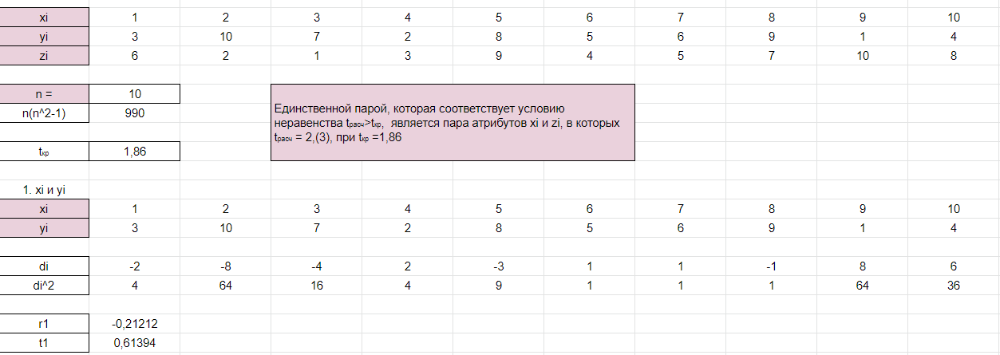 xi 1 2 3 4 5 6 7 8 9 10
yi 3 10 7 2 8 5 6 9 1 4
zi 6 2 1 3 9 4 5 7 10 8
n = 10
n(n^2-1) 990
Единственной парой, которая соответствует условию
неравенства tрасч>tкр, является пара атрибутов xi и zi, в которых
tрасч = 2,(3), при tкр =1,86
tкр 1,86
1. xi и yi
xi 1 2 3 4 5 6 7 8 9 10
yi 3 10 7 2 8 5 6 9 1 4
di -2 -8 -4 2 -3 1 1 -1 8 6
di^2 4 64 16 4 9 1 1 1 64 36
r1 -0,21212
t1 0,61394